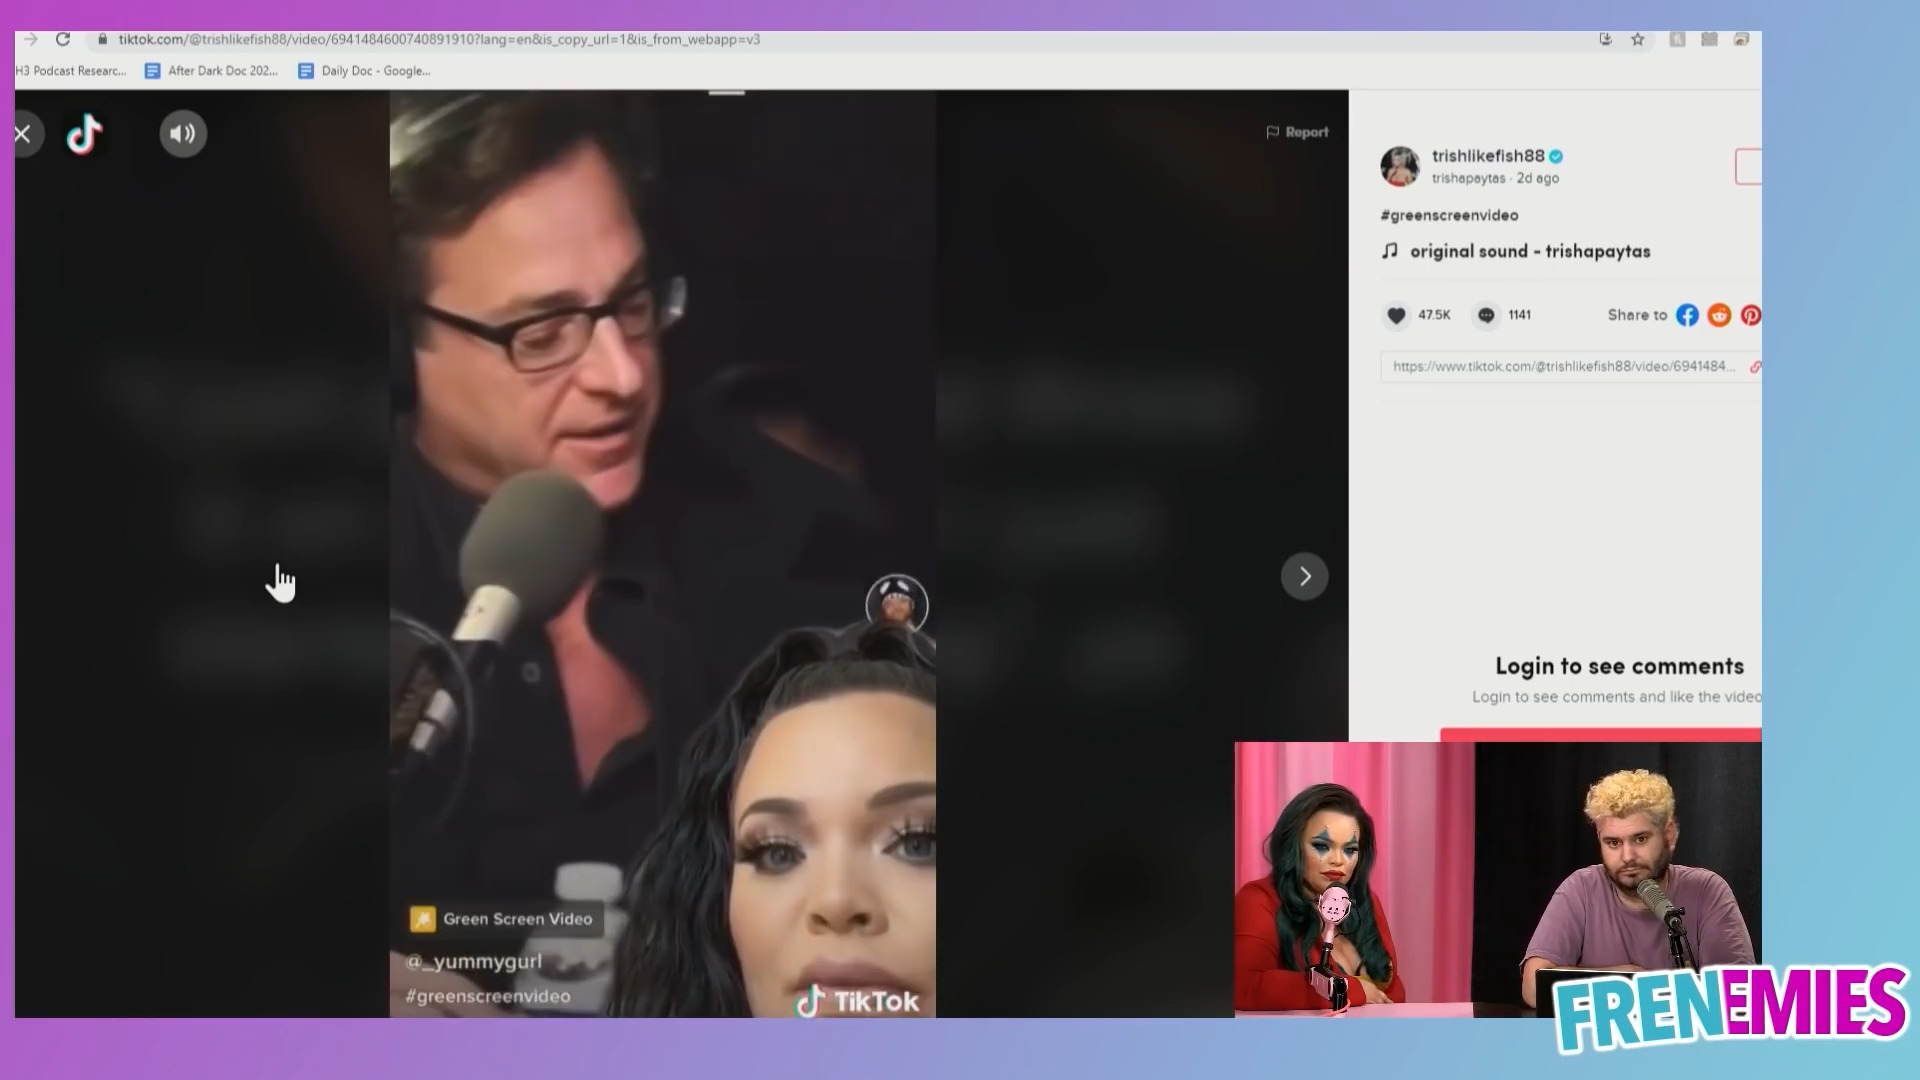 tiktok.com/@trishlikefish88/video/6941484600740891910?lang=en&is_copy_url=1&is_from_webapp=v3
H3 Podcast Researc... After Dark Doc 202... Daily Doc - Google...
Report
trishlikefish88
trishapaytas · 2d ago
#greenscreenvideo
original sound - trishapaytas
47.5K 1141 Share to
https://www.tiktok.com/@trishlikefish88/video/6941484...
Login to see comments
Login to see comments and like the video
Green Screen Video
@_yummygurl
#greenscreenvideo
TikTok
FRENEMIES